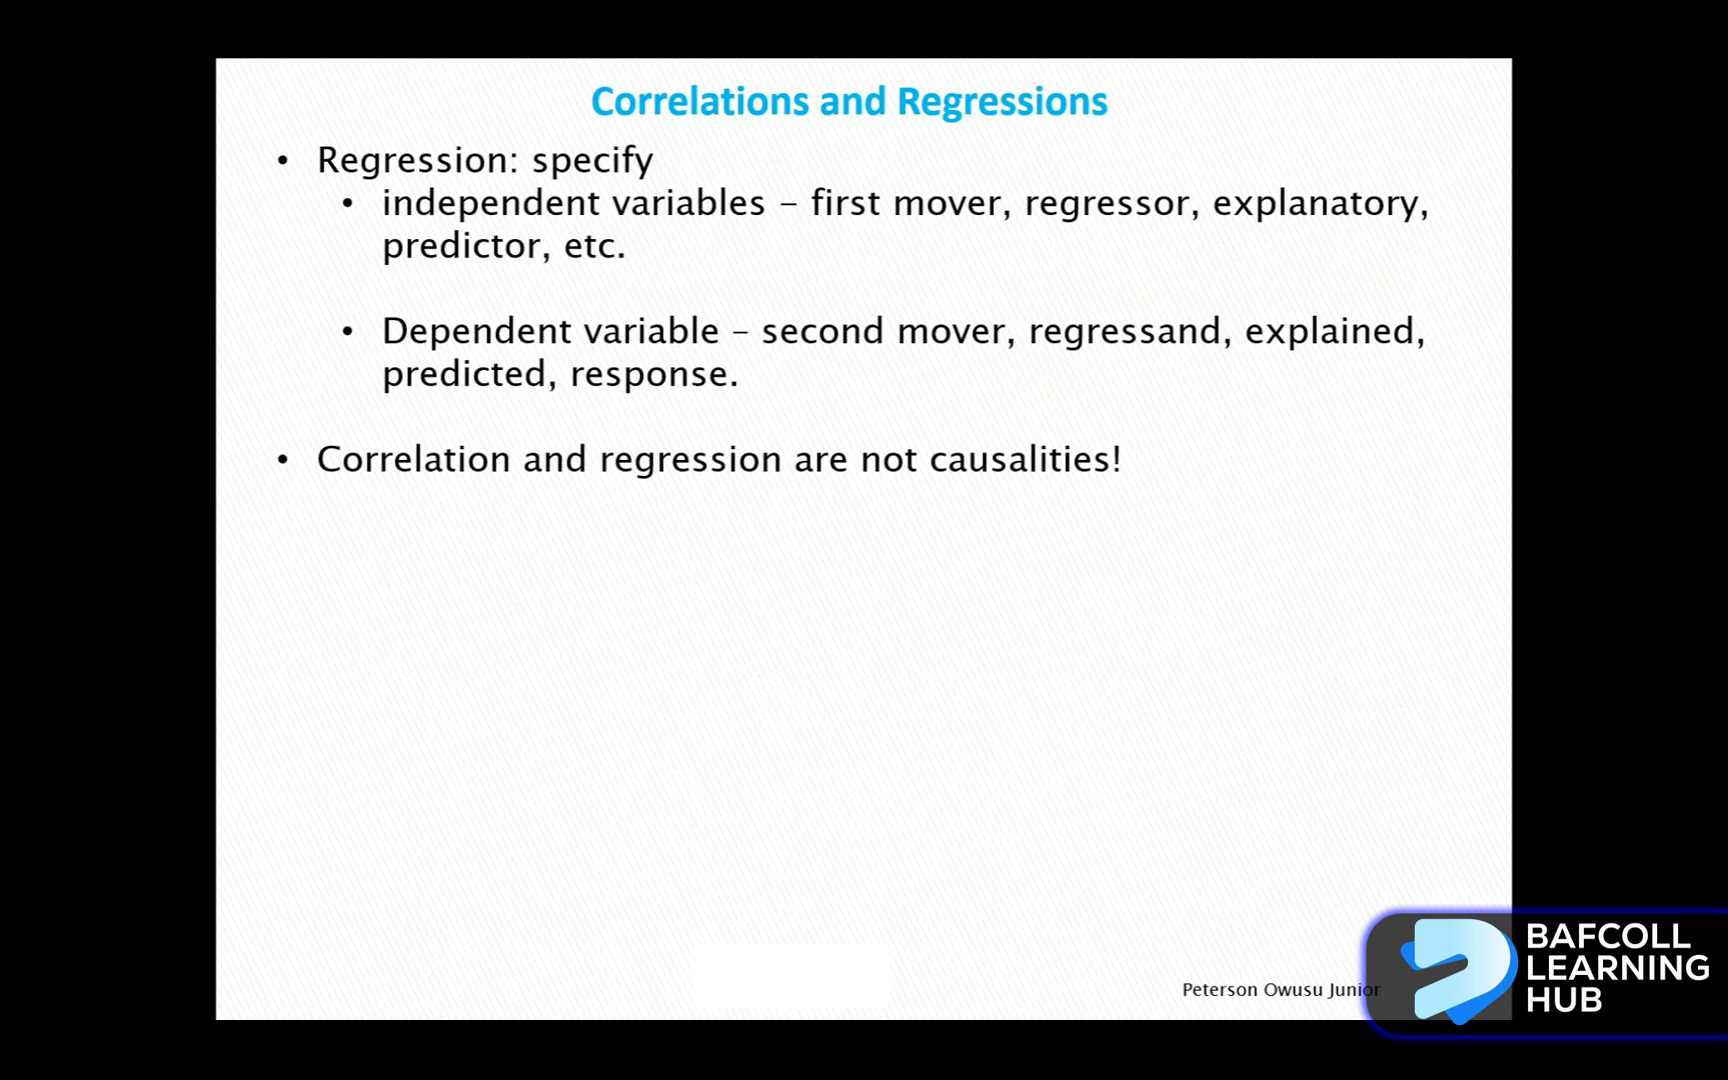 Correlations and Regressions
• Regression: specify
• independent variables – first mover, regressor, explanatory,
predictor, etc.
• Dependent variable – second mover, regressand, explained,
predicted, response.
• Correlation and regression are not causalities!
Peterson Owusu Junior
BAFCOLL
LEARNING
HUB